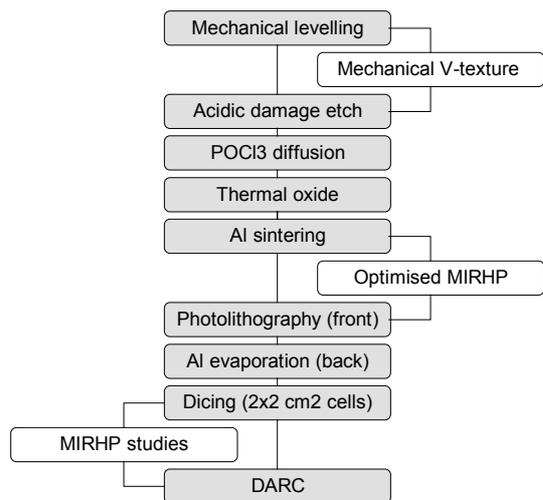 Mechanical levelling
Mechanical V-texture
Acidic damage etch
POCl3 diffusion
Thermal oxide
Al sintering
Optimised MIRHP
Photolithography (front)
Al evaporation (back)
Dicing (2x2 cm2 cells)
MIRHP studies
DARC